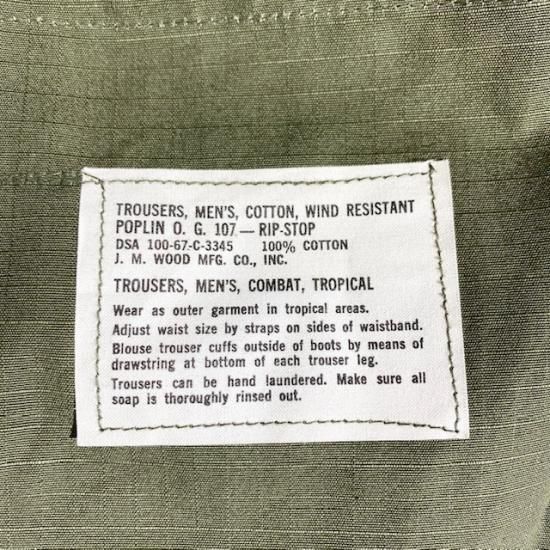 TROUSERS, MEN'S, COTTON, WIND RESISTANT
POPLIN O. G. 107 — RIP-STOP
DSA 100-67-C-3345 100% COTTON
J. M. WOOD MFG. CO., INC.
TROUSERS, MEN'S, COMBAT, TROPICAL
Wear as outer garment in tropical areas.
Adjust waist size by straps on sides of waistband.
Blouse trouser cuffs outside of boots by means of
drawstring at bottom of each trouser leg.
Trousers can be hand laundered. Make sure all
soap is thoroughly rinsed out.